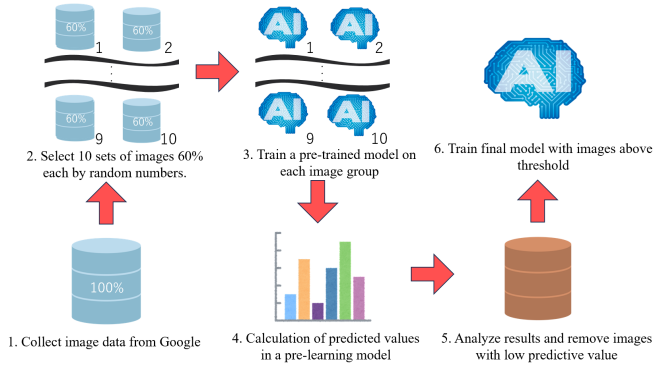 60%
60%
1
2
60%
60%
9
10
2. Select 10 sets of images 60%
each by random numbers.
AI
AI
1
2
AI
AI
9
10
3. Train a pre-trained model on
each image group
AI
6. Train final model with images above
threshold
100%
1. Collect image data from Google
4. Calculation of predicted values
in a pre-learning model
5. Analyze results and remove images
with low predictive value